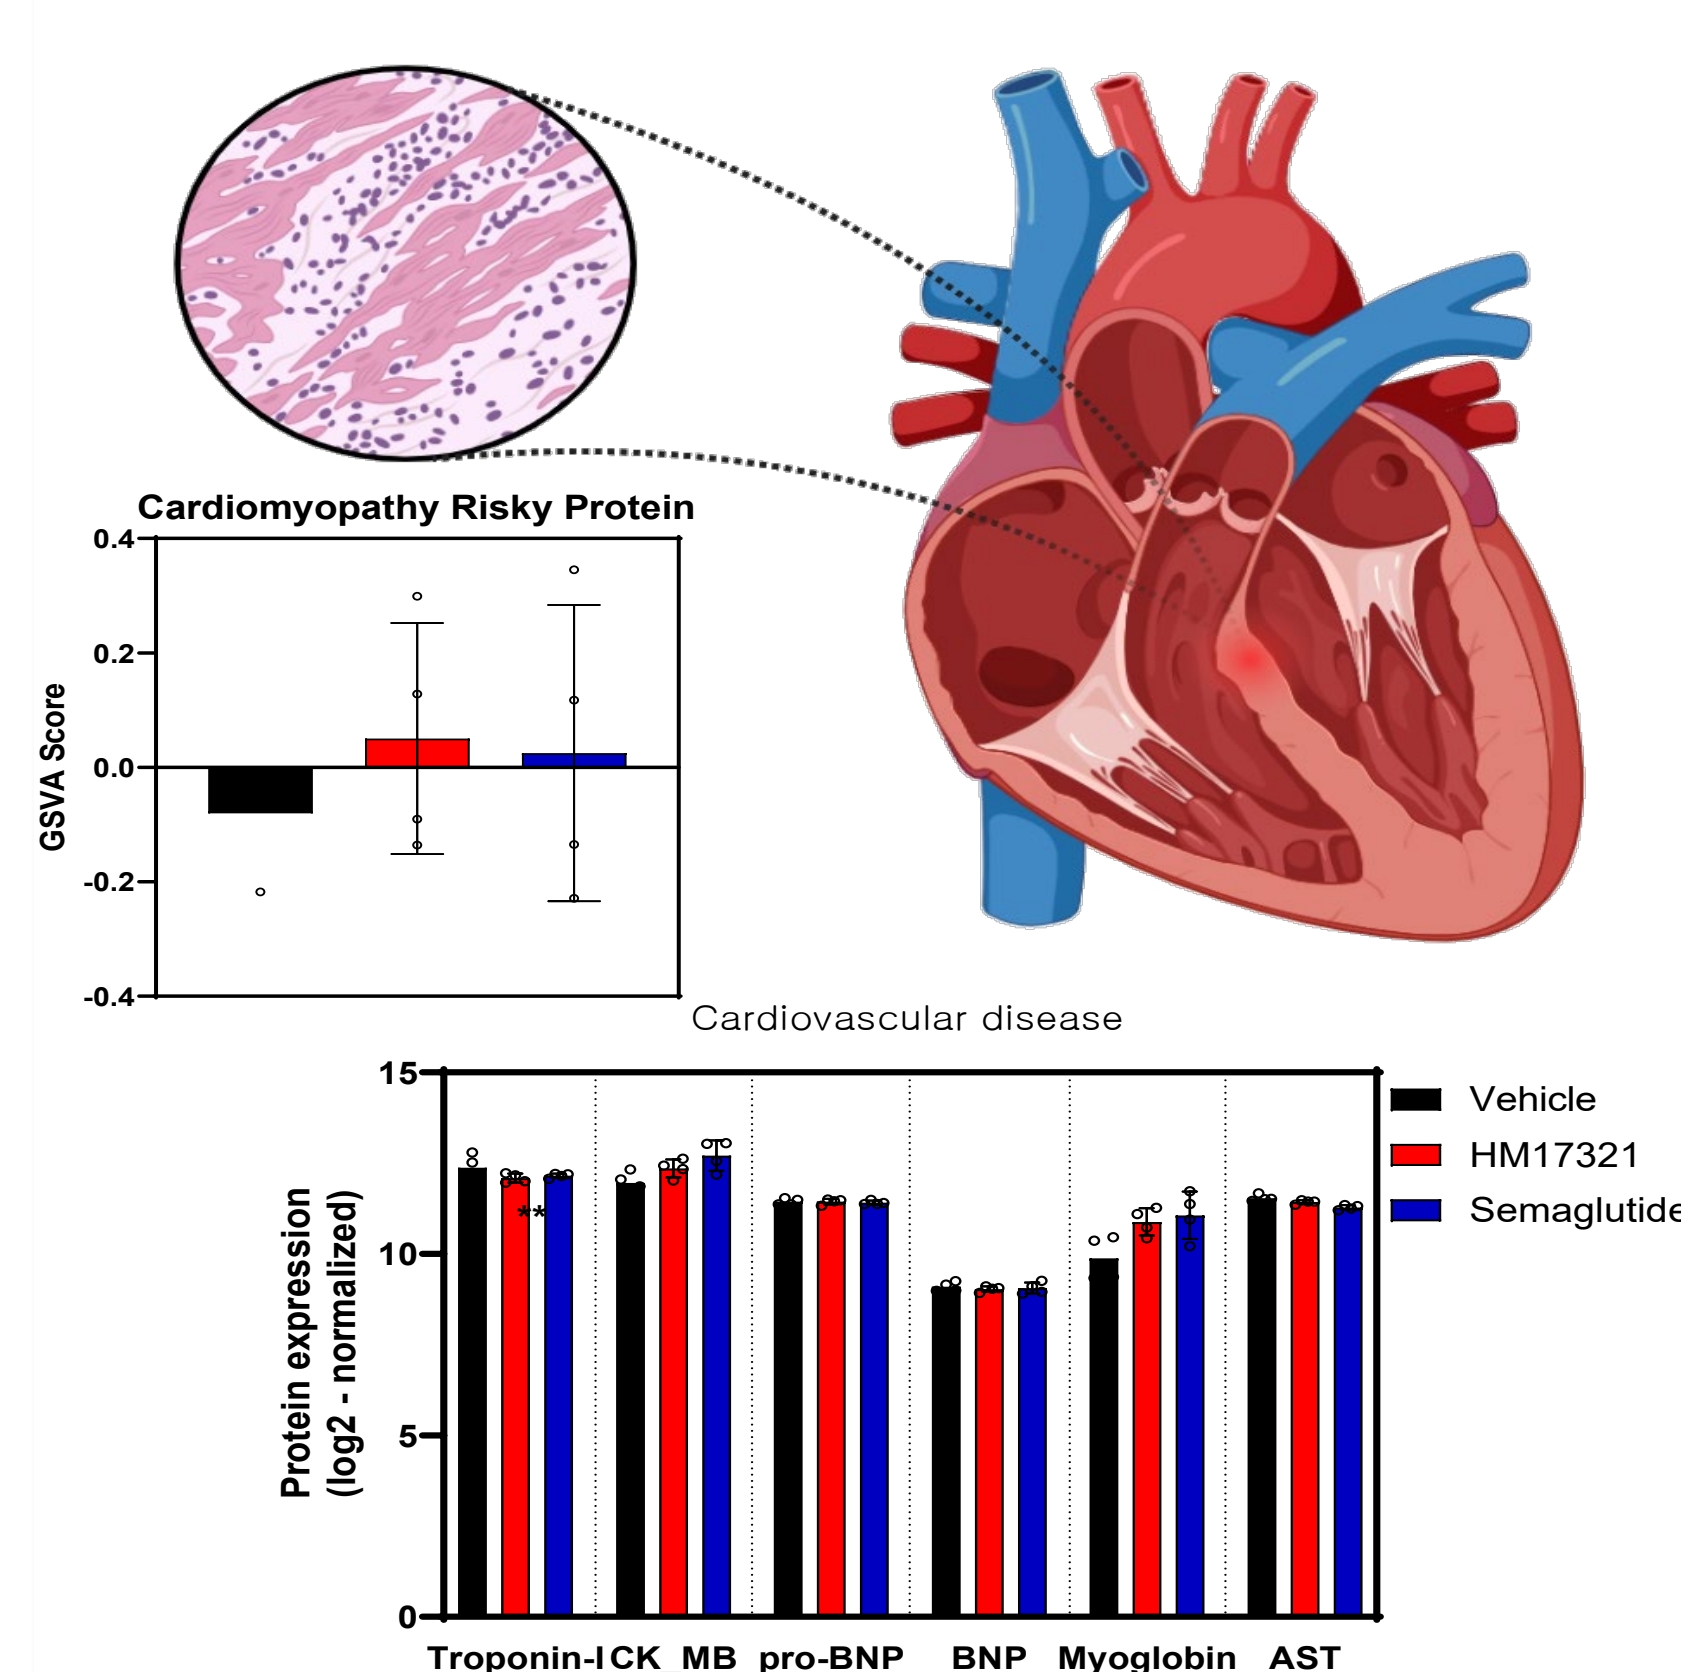 Cardiomyopathy Risky Protein
0.4
0.2
0.0
-0.2
-0.4
GSVA Score
Cardiovascular disease
15
10
5
0
Protein expression
(log2 - normalized)
**
Vehicle
HM17321
Semaglutide
Troponin-I CK_MB pro-BNP BNP Myoglobin AST